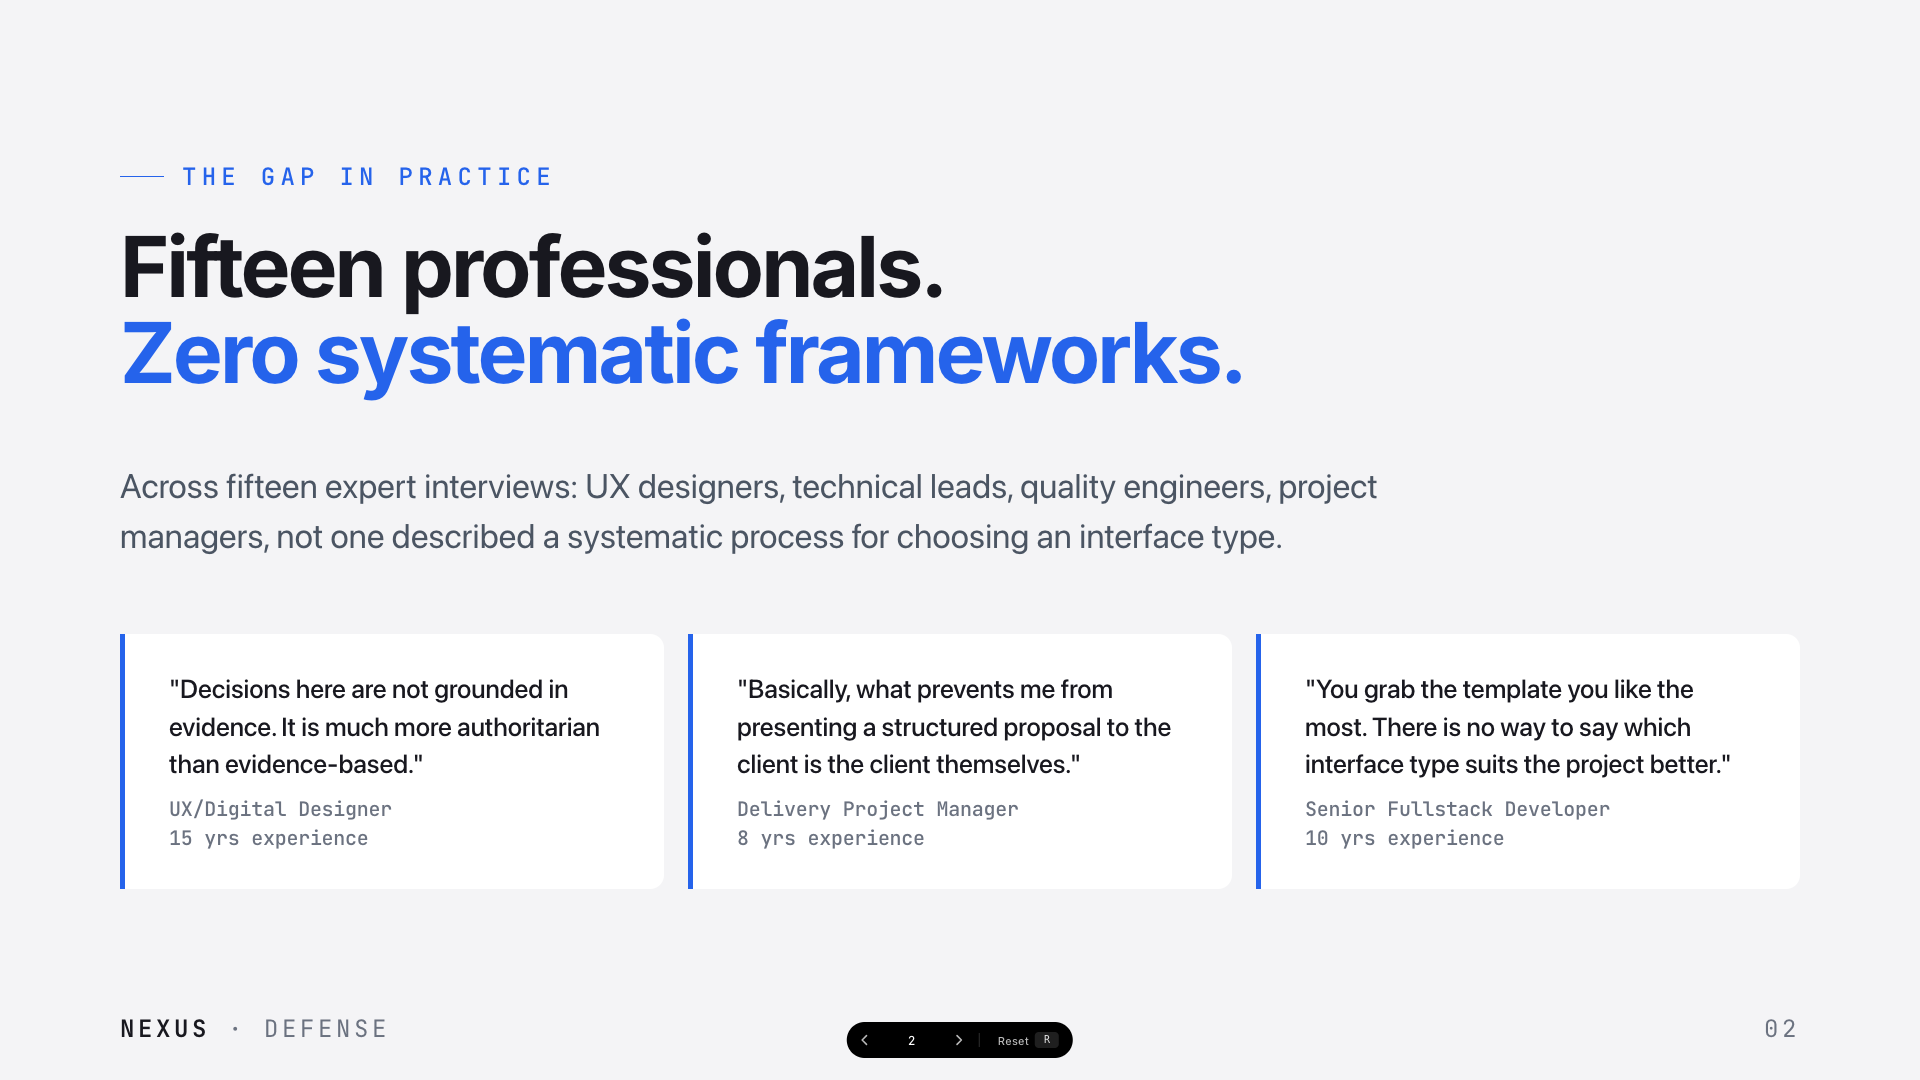 THE GAP IN PRACTICE
Fifteen professionals.
Zero systematic frameworks.
Across fifteen expert interviews: UX designers, technical leads, quality engineers, project
managers, not one described a systematic process for choosing an interface type.
"Decisions here are not grounded in
evidence. It is much more authoritarian
than evidence-based."
UX/Digital Designer
15 yrs experience
"Basically, what prevents me from
presenting a structured proposal to the
client is the client themselves."
Delivery Project Manager
8 yrs experience
"You grab the template you like the
most. There is no way to say which
interface type suits the project better."
Senior Fullstack Developer
10 yrs experience
NEXUS · DEFENSE
2
Reset R
02